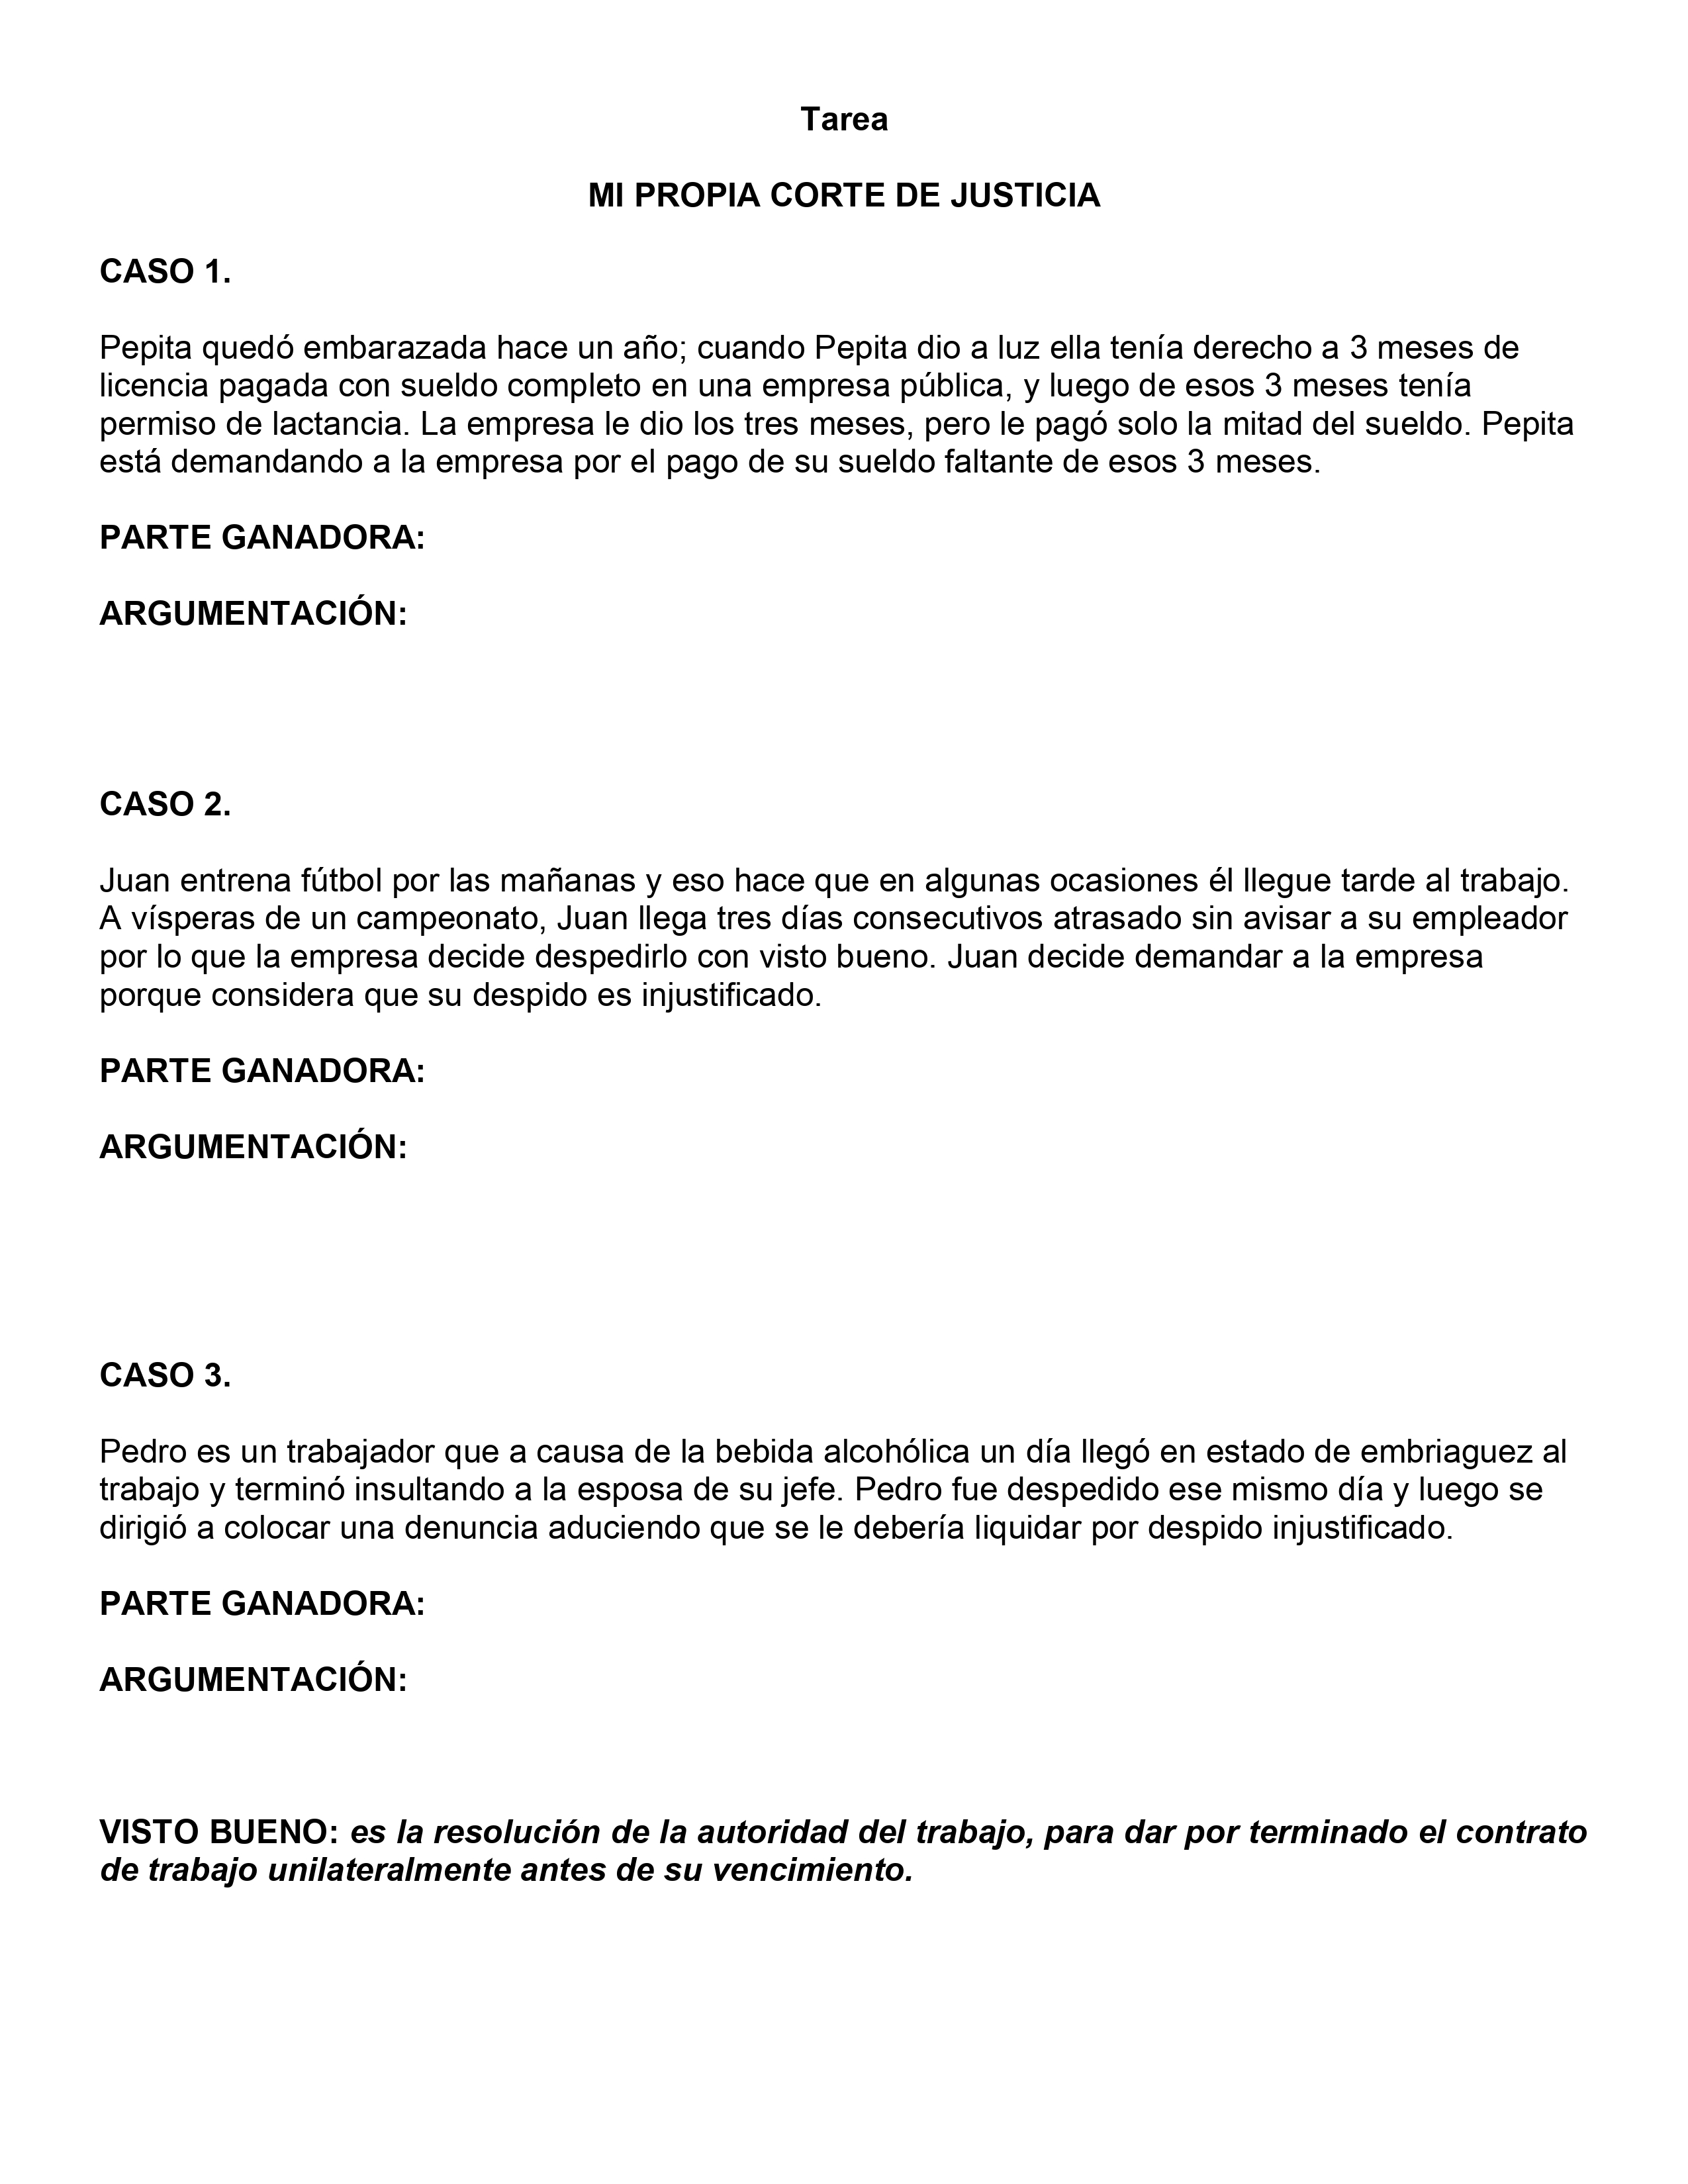 Tarea
MI PROPIA CORTE DE JUSTICIA
CASO 1.
Pepita quedó embarazada hace un año; cuando Pepita dio a luz ella tenía derecho a 3 meses de
licencia pagada con sueldo completo en una empresa pública, y luego de esos 3 meses tenía
permiso de lactancia. La empresa le dio los tres meses, pero le pagó solo la mitad del sueldo. Pepita
está demandando a la empresa por el pago de su sueldo faltante de esos 3 meses.
PARTE GANADORA:
ARGUMENTACIÓN:
CASO 2.
Juan entrena fútbol por las mañanas y eso hace que en algunas ocasiones él llegue tarde al trabajo.
A vísperas de un campeonato, Juan llega tres días consecutivos atrasado sin avisar a su empleador
por lo que la empresa decide despedirlo con visto bueno. Juan decide demandar a la empresa
porque considera que su despido es injustificado.
PARTE GANADORA:
ARGUMENTACIÓN:
CASO 3.
Pedro es un trabajador que a causa de la bebida alcohólica un día llegó en estado de embriaguez al
trabajo y terminó insultando a la esposa de su jefe. Pedro fue despedido ese mismo día y luego se
dirigió a colocar una denuncia aduciendo que se le debería liquidar por despido injustificado.
PARTE GANADORA:
ARGUMENTACIÓN:
VISTO BUENO: es la resolución de la autoridad del trabajo, para dar por terminado el contrato
de trabajo unilateralmente antes de su vencimiento.